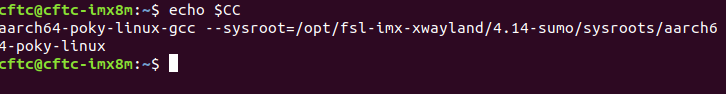 cftc@cftc-imx8m:~$ echo $CC
aarch64-poky-linux-gcc --sysroot=/opt/fsl-imx-xwayland/4.14-sumo/sysroots/aarch6
4-poky-linux
cftc@cftc-imx8m:~$